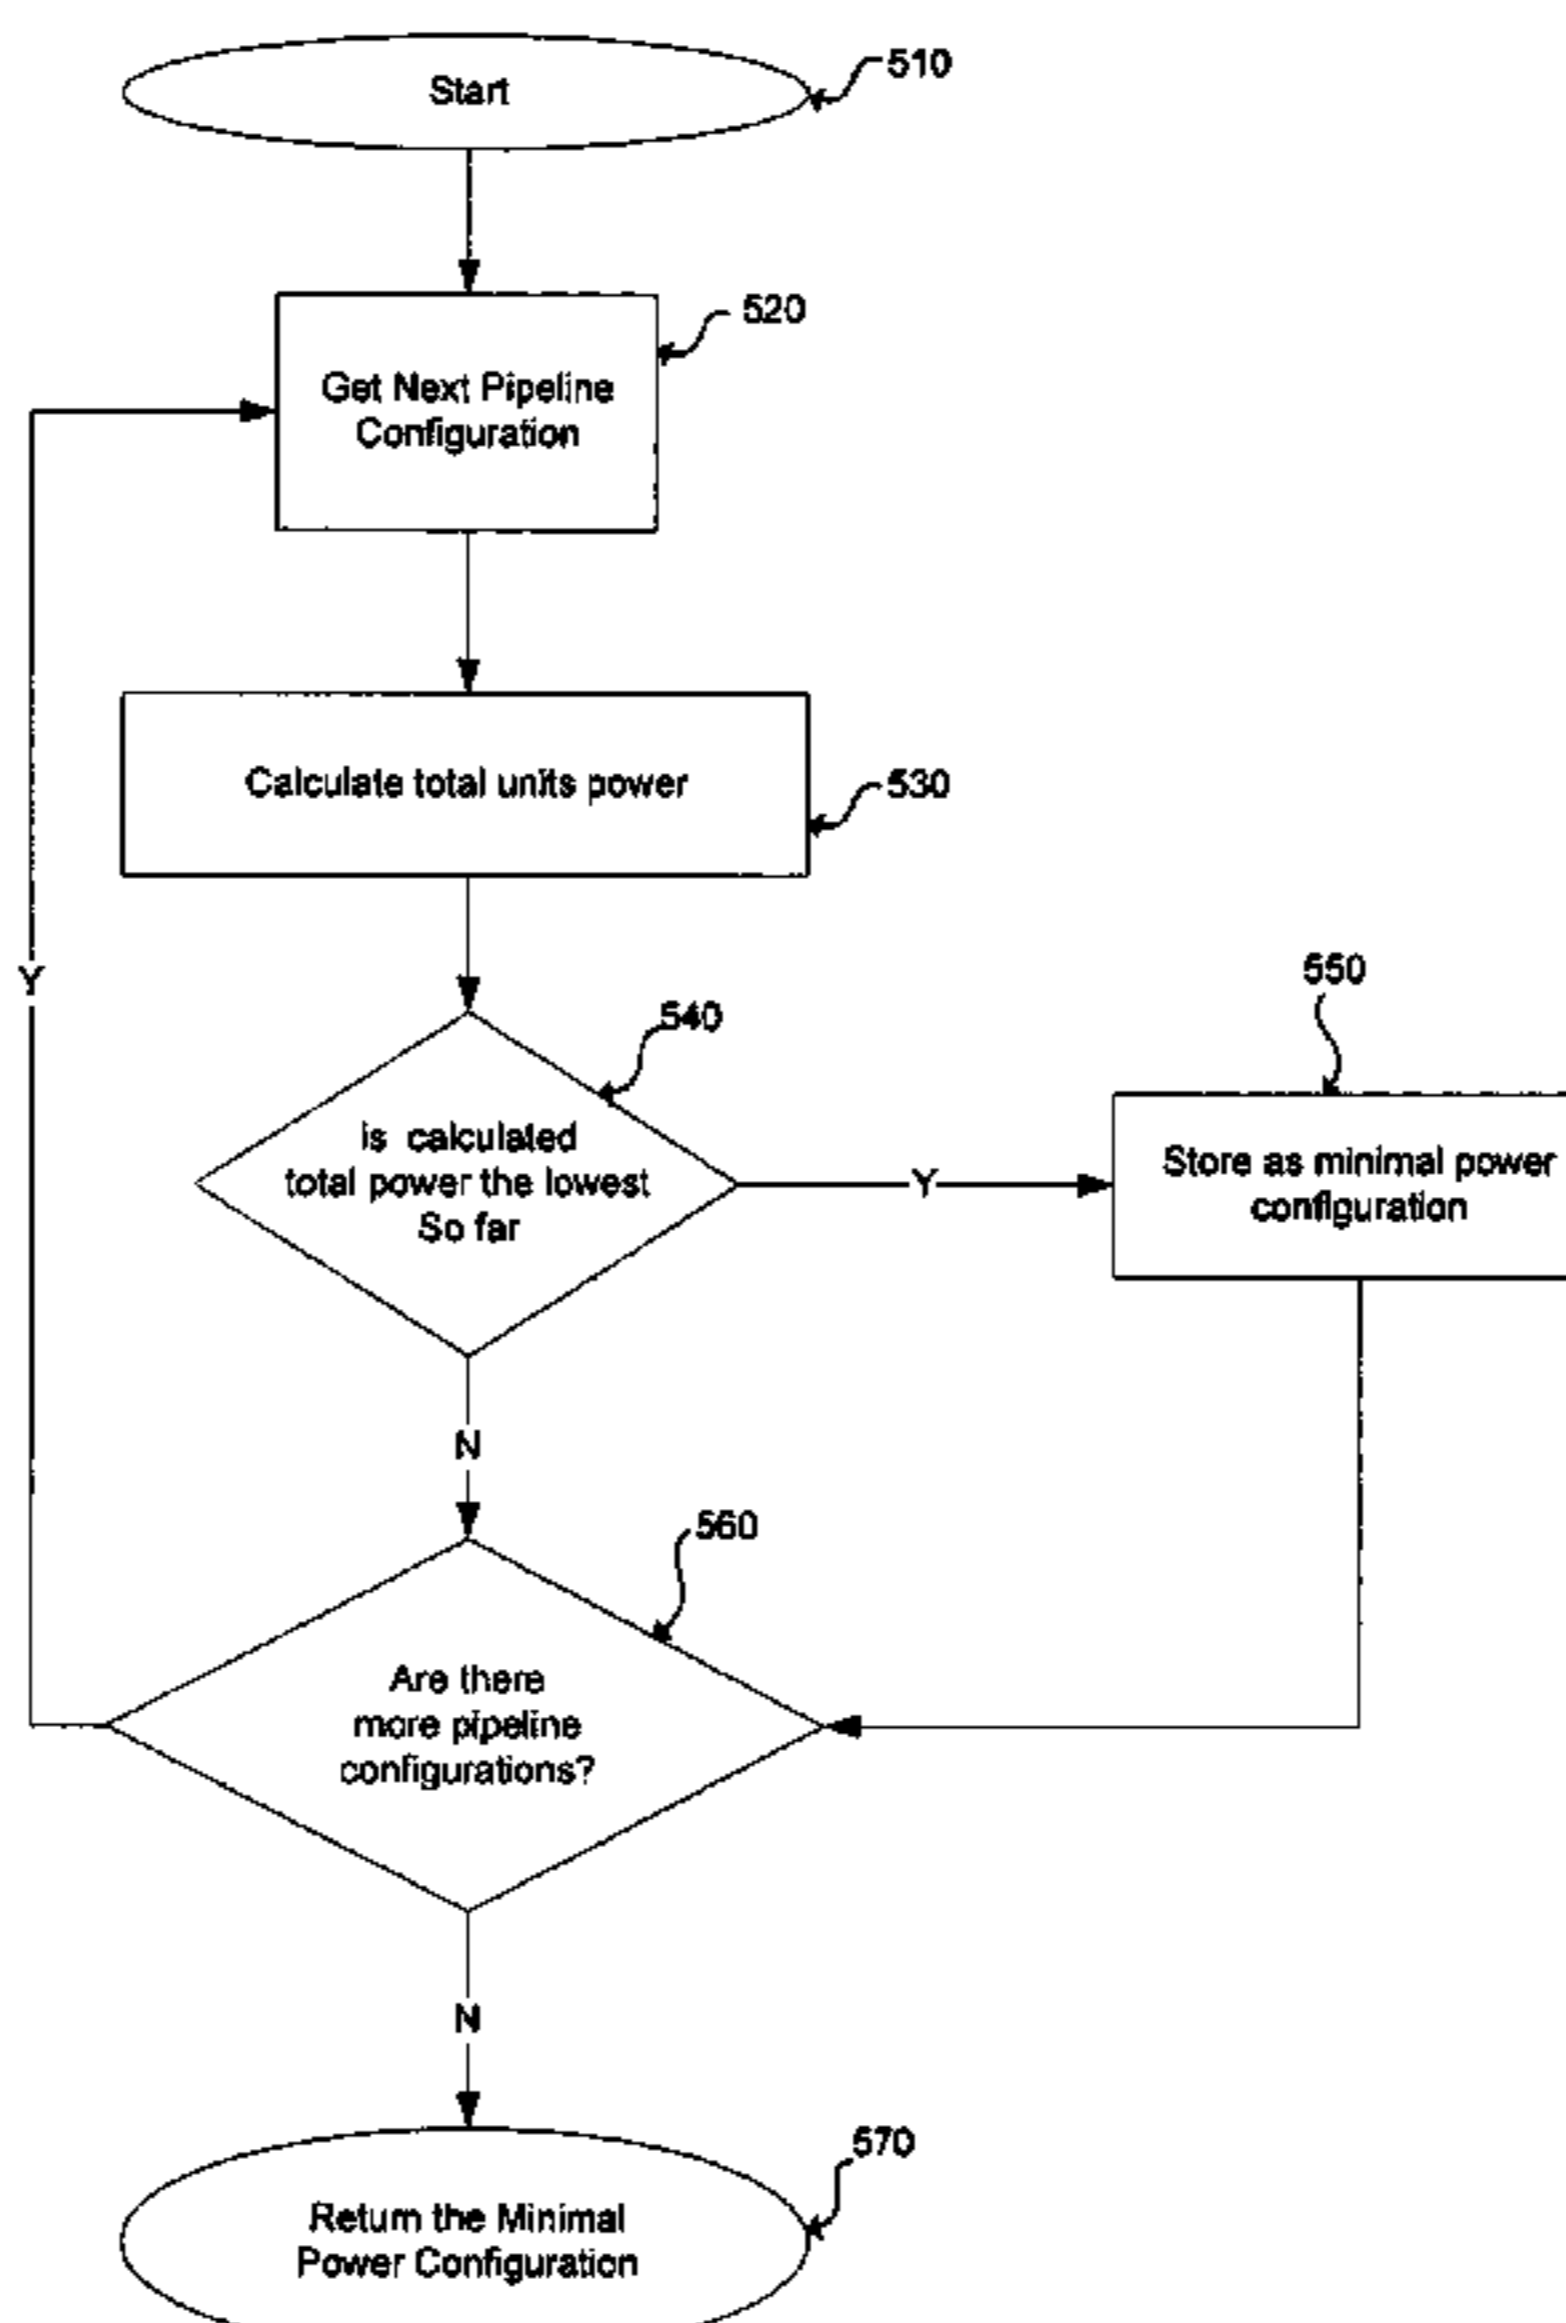 Start
510
Get Next Pipeline
Configuration
520
Calculate total units power
530
Y
540
is calculated
total power the lowest
So far
Y
550
Store as minimal power
configuration
N
560
Are there
more pipeline
configurations?
N
570
Return the Minimal
Power Configuration